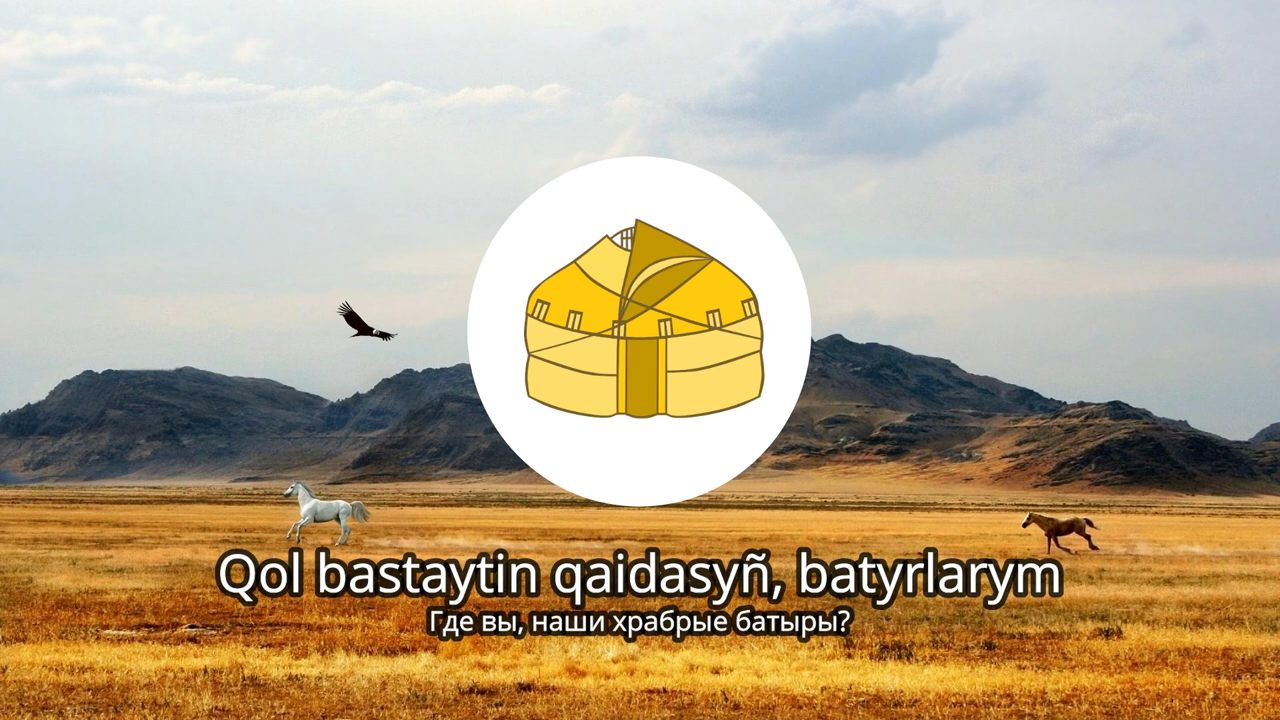 Qol bastaytin qaidasyñ, batyrlarym
Где вы, наши храбрые батыры?